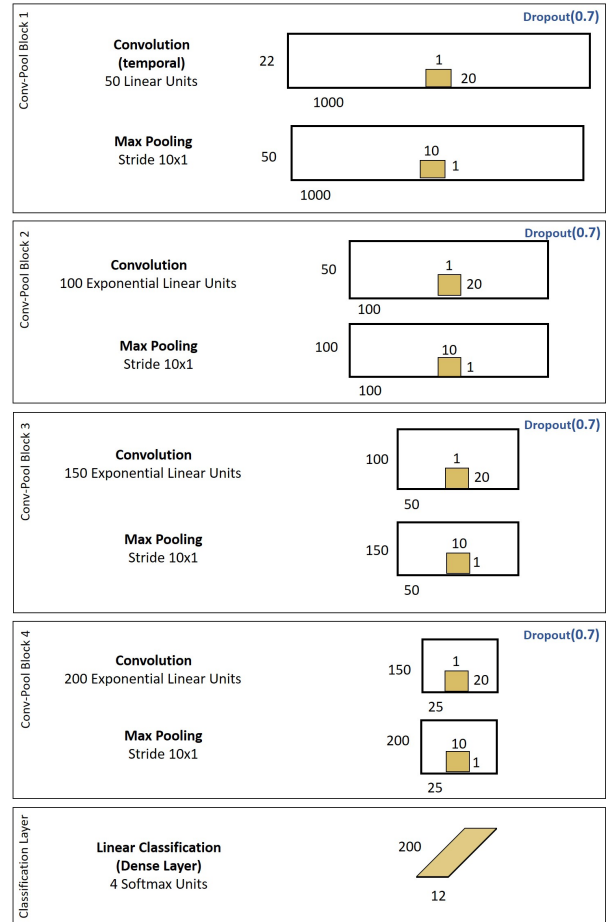 Conv-Pool Block 1
Dropout(0.7)
Convolution
(temporal)
50 Linear Units
22
1
20
1000
Max Pooling
Stride 10x1
50
10
1
1000
Conv-Pool Block 2
Dropout(0.7)
Convolution
100 Exponential Linear Units
50
1
20
100
Max Pooling
Stride 10x1
100
10
1
100
Conv-Pool Block 3
Dropout(0.7)
Convolution
150 Exponential Linear Units
100
1
20
50
Max Pooling
Stride 10x1
150
10
1
50
Conv-Pool Block 4
Dropout(0.7)
Convolution
200 Exponential Linear Units
150
1
20
25
Max Pooling
Stride 10x1
200
10
1
25
Classification Layer
Linear Classification
(Dense Layer)
4 Softmax Units
200
12